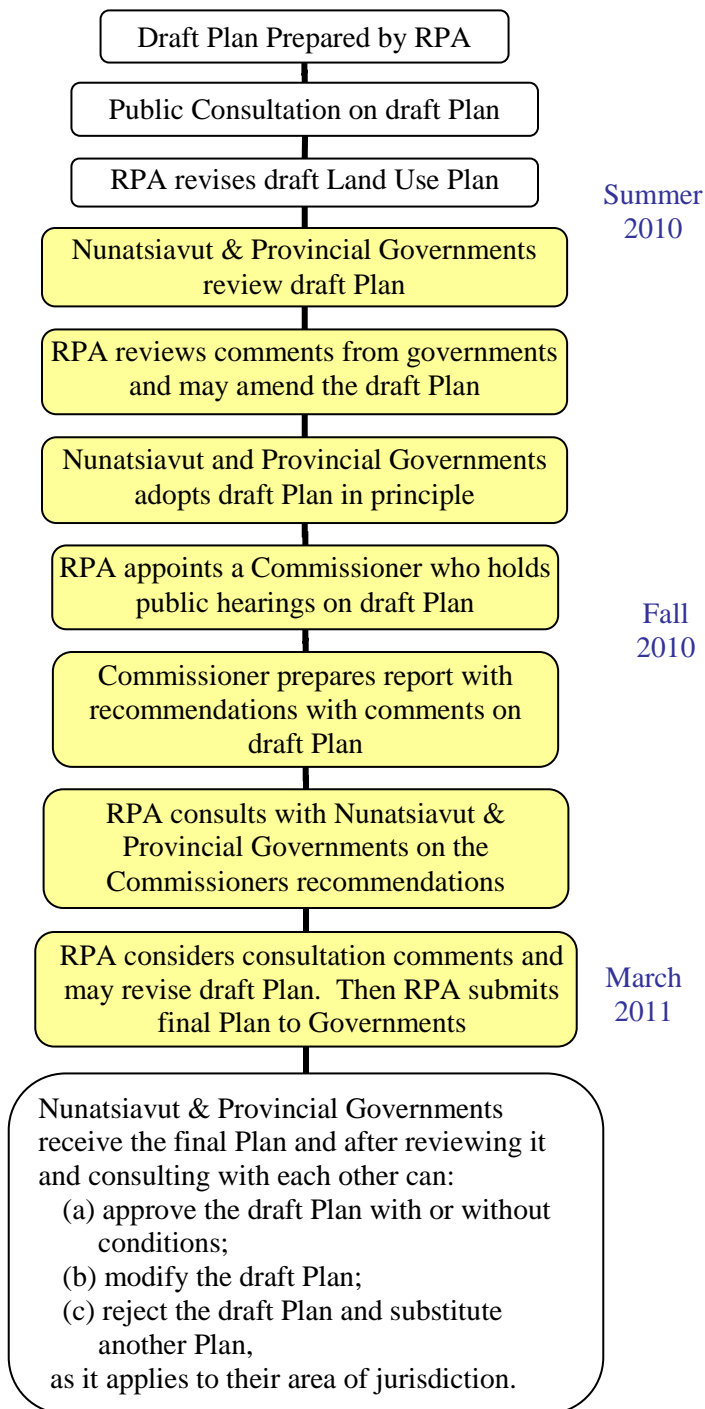 Draft Plan Prepared by RPA
Public Consultation on draft Plan
RPA revises draft Land Use Plan
Summer
2010
Nunatsiavut & Provincial Governments
review draft Plan
RPA reviews comments from governments
and may amend the draft Plan
Nunatsiavut and Provincial Governments
adopts draft Plan in principle
RPA appoints a Commissioner who holds
public hearings on draft Plan
Fall
2010
Commissioner prepares report with
recommendations with comments on
draft Plan
RPA consults with Nunatsiavut &
Provincial Governments on the
Commissioners recommendations
RPA considers consultation comments and
may revise draft Plan. Then RPA submits
final Plan to Governments
March
2011
Nunatsiavut & Provincial Governments
receive the final Plan and after reviewing it
and consulting with each other can:
(a) approve the draft Plan with or without
conditions;
(b) modify the draft Plan;
(c) reject the draft Plan and substitute
another Plan,
as it applies to their area of jurisdiction.